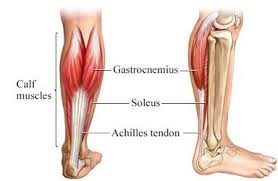 Calf
muscles
Gastrocnemius
Soleus
Achilles tendon